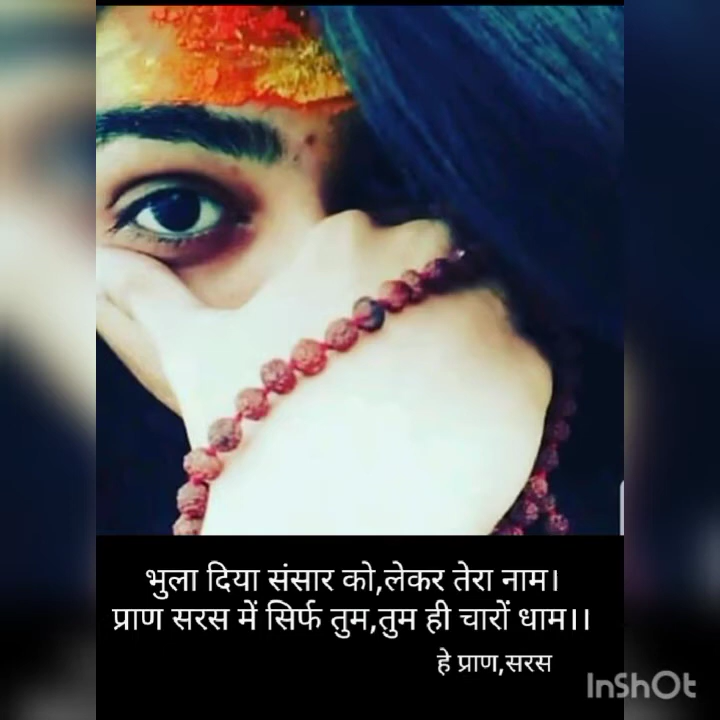 भुला दिया संसार को,लेकर तेरा नाम।
प्राण सरस में सिर्फ तुम,तुम ही चारों धाम।।
हे प्राण,सरस
InShOt